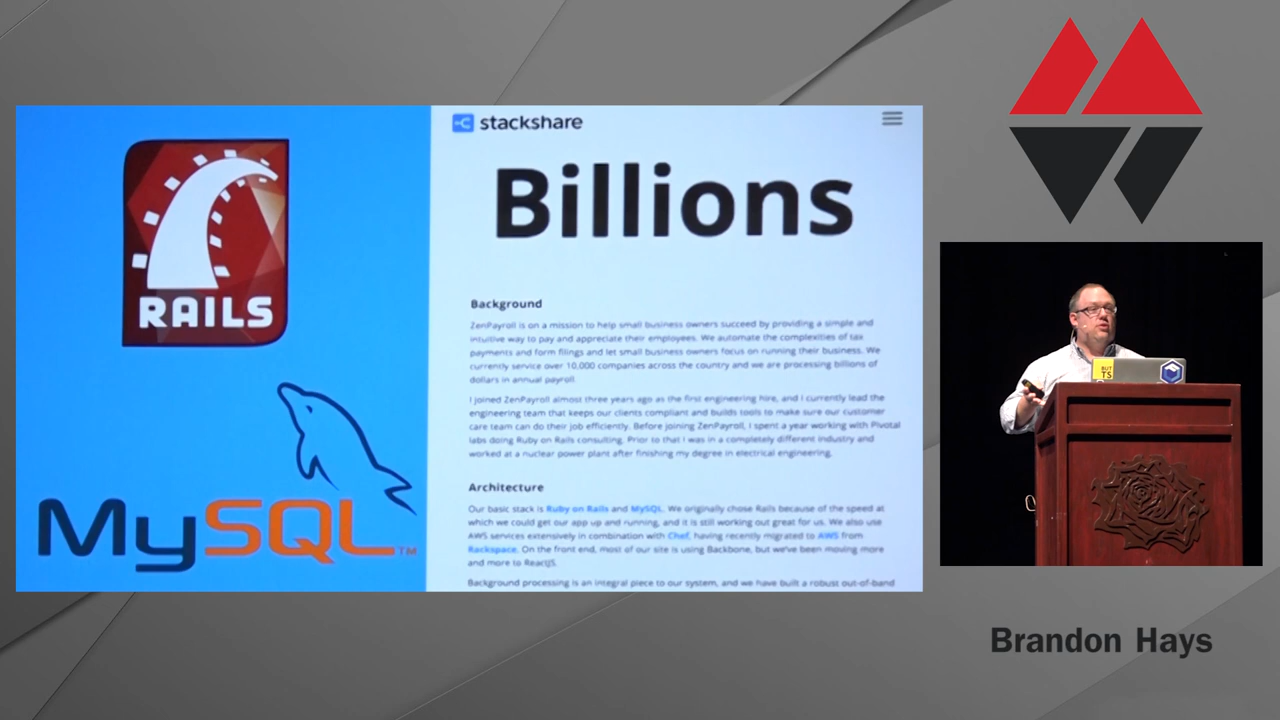 RAILS
MySQL™
stackshare
Billions
Background
ZenPayroll is on a mission to help small business owners succeed by providing a simple and
intuitive way to pay and appreciate their employees. We automate the complexities of tax
payments and form filings and let small business owners focus on running their business. We
currently service over 10,000 companies across the country and we are processing billions of
dollars in annual payroll.
I joined ZenPayroll almost three years ago as the first engineering hire, and I currently lead the
engineering team that keeps our clients compliant and builds tools to make sure our customer
care team can do their job efficiently. Before joining ZenPayroll, I spent a year working with Pivotal
labs doing Ruby on Rails consulting. Prior to that I was in a completely different industry and
worked at a nuclear power plant after finishing my degree in electrical engineering.
Architecture
Our basic stack is Ruby on Rails and MySQL. We originally chose Rails because of the speed at
which we could get our app up and running, and it is still working out great for us. We also use
AWS services extensively in combination with Chef, having recently migrated to AWS from
Rackspace. On the front end, most of our site is using Backbone, but we've been moving more
and more to ReactJS.
Background processing is an integral piece to our system, and we have built a robust out-of-band
BUT
TS
Brandon Hays